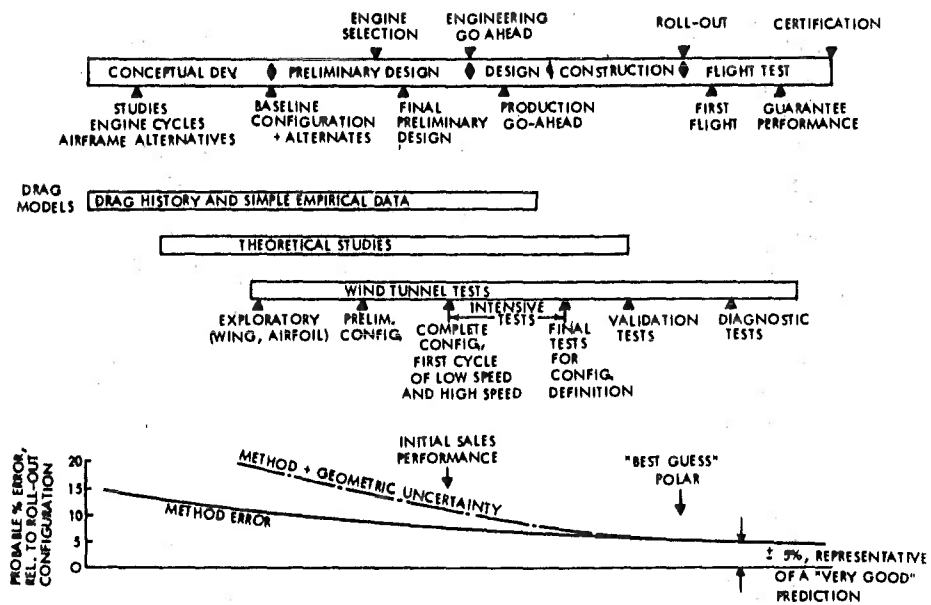 ENGINE
SELECTION
ENGINEERING
GO AHEAD
ROLL-OUT
CERTIFICATION
CONCEPTUAL DEV.
PRELIMINARY DESIGN
DESIGN
CONSTRUCTION
FLIGHT TEST
STUDIES
ENGINE CYCLES
AIRFRAME ALTERNATIVES
BASELINE
CONFIGURATION
+ ALTERNATES
FINAL
PRELIMINARY
DESIGN
PRODUCTION
GO-AHEAD
FIRST
FLIGHT
GUARANTEE
PERFORMANCE
DRAG
MODELS
DRAG HISTORY AND SIMPLE EMPIRICAL DATA
THEORETICAL STUDIES
WIND TUNNEL TESTS
INTENSIVE
TESTS
EXPLORATORY
(WING, AIRFOIL)
PRELIM.
CONFIG.
COMPLETE
CONFIG,
FIRST CYCLE
OF LOW SPEED
AND HIGH SPEED
FINAL
TESTS
FOR
CONFIG.
DEFINITION
VALIDATION
TESTS
DIAGNOSTIC
TESTS
PROBABLE % ERROR,
REL. TO ROLL-OUT
CONFIGURATION
20
15
10
5
0
METHOD + GEOMETRIC UNCERTAINTY
METHOD ERROR
INITIAL SALES
PERFORMANCE
"BEST GUESS"
POLAR
± 5%, REPRESENTATIVE
OF A "VERY GOOD"
PREDICTION